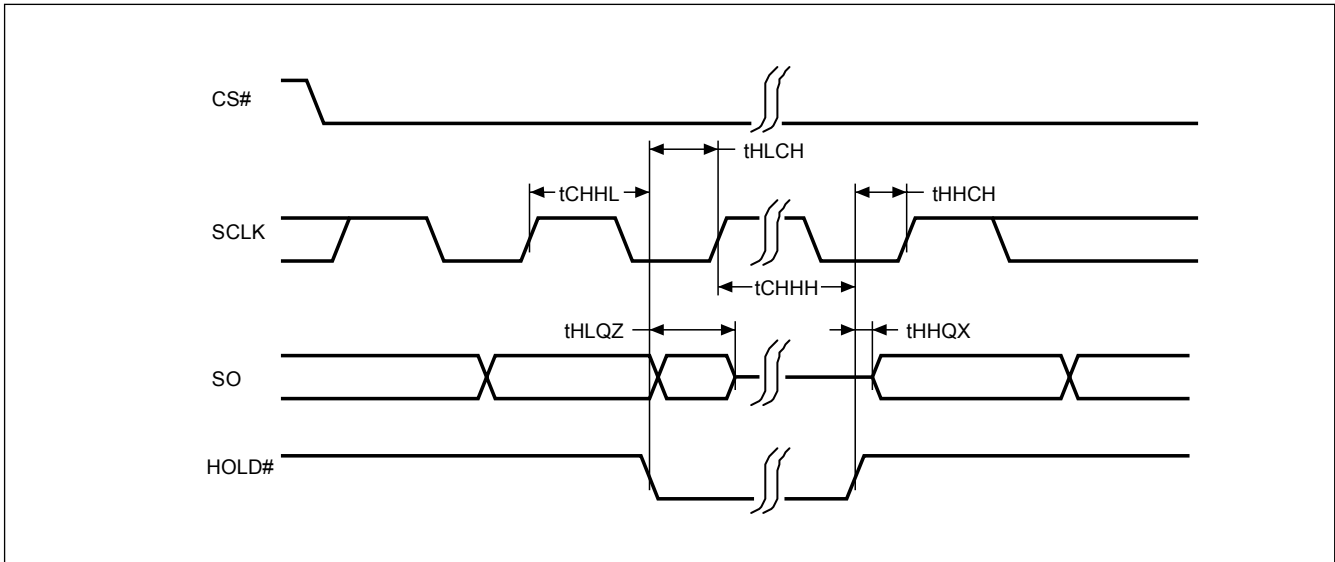 CS#
tHLCH
tCHHL
tHHCH
SCLK
tCHHH
tHLQZ
tHHQX
SO
HOLD#